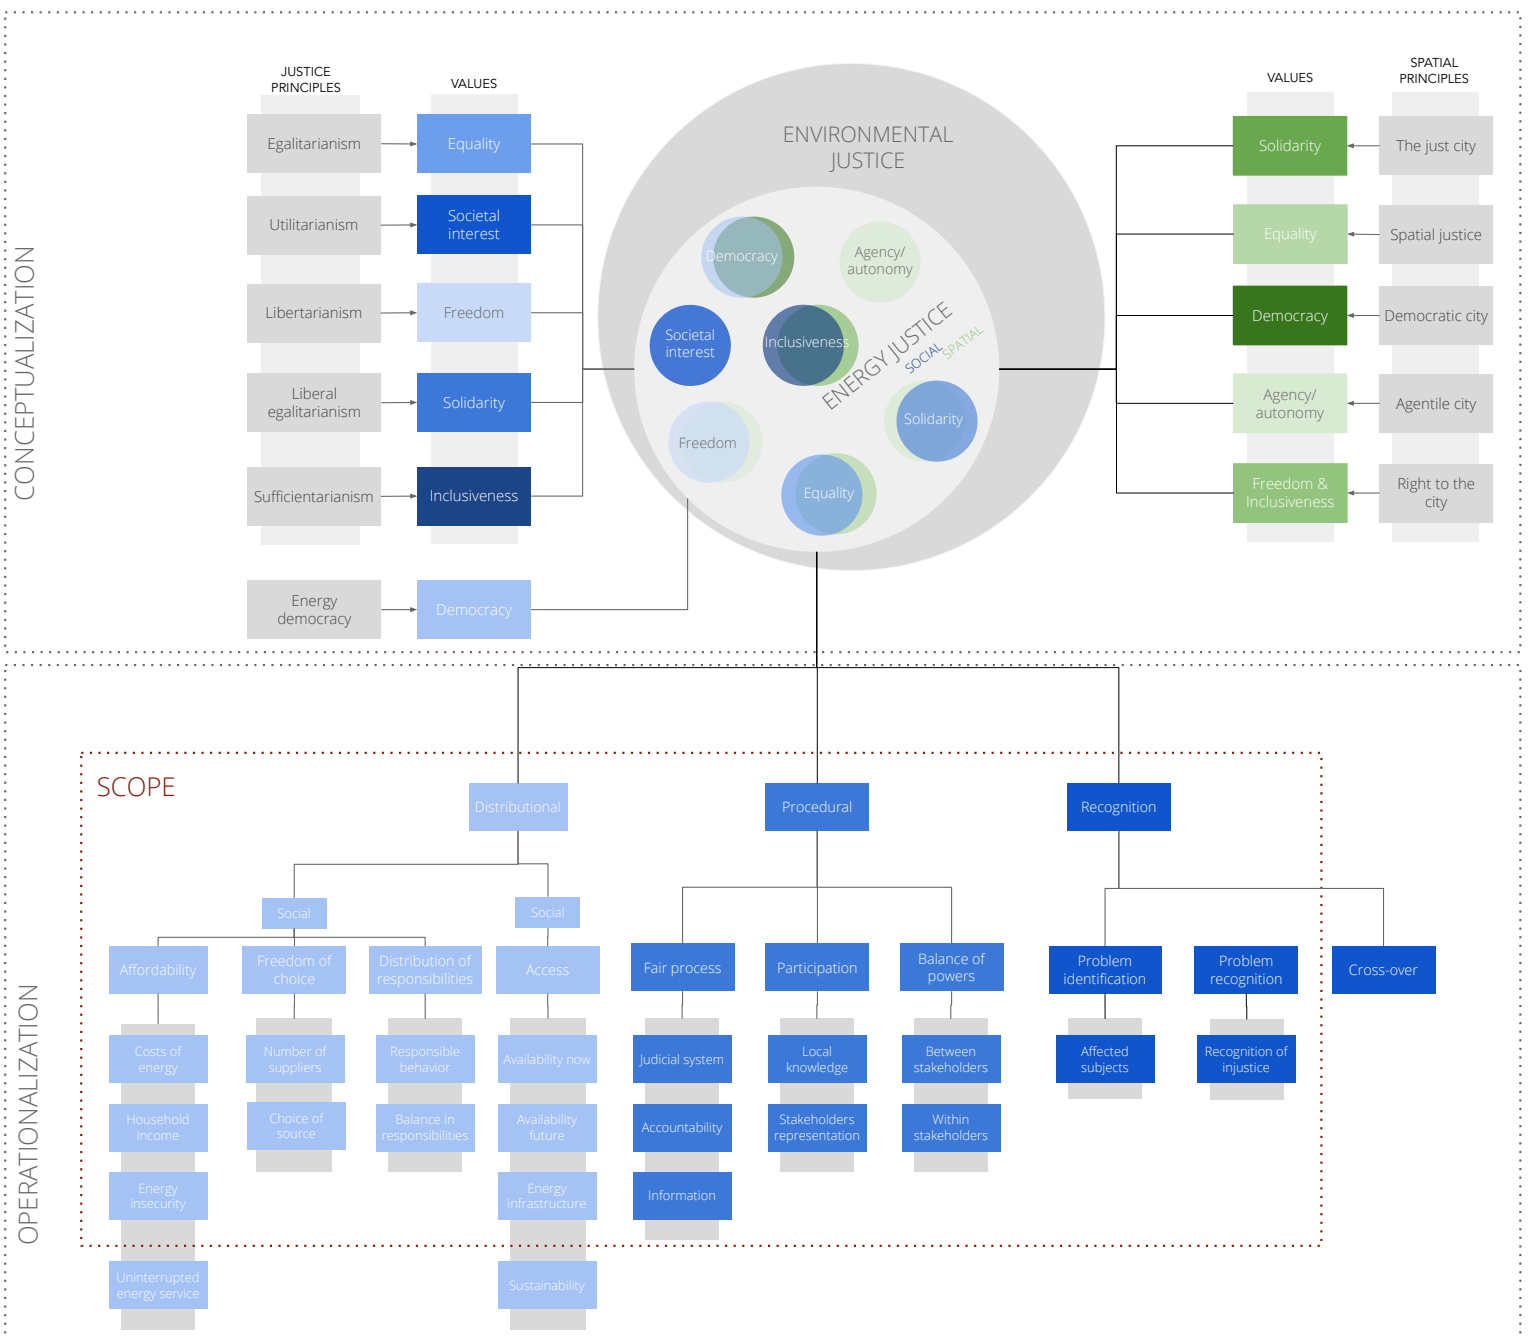 CONCEPTUALIZATION
JUSTICE
PRINCIPLES
VALUES
Egalitarianism
Equality
Utilitarianism
Societal
interest
Libertarianism
Freedom
Liberal
egalitarianism
Solidarity
Sufficientarianism
Inclusiveness
Energy
democracy
Democracy
ENVIRONMENTAL
JUSTICE
Democracy
Agency/
autonomy
Societal
interest
Inclusiveness
ENERGY JUSTICE
SOCIAL
SPATIAL
Freedom
Solidarity
Equality
VALUES
SPATIAL
PRINCIPLES
Solidarity
The just city
Equality
Spatial justice
Democracy
Democratic city
Agency/
autonomy
Agentile city
Freedom &
Inclusiveness
Right to the
city
OPERATIONALIZATION
SCOPE
Distributional
Procedural
Recognition
Social
Social
Affordability
Freedom of
choice
Distribution of
responsibilities
Access
Fair process
Participation
Balance of
powers
Problem
identification
Problem
recognition
Cross-over
Costs of
energy
Number of
suppliers
Responsible
behavior
Availability now
Judicial system
Local
knowledge
Between
stakeholders
Affected
subjects
Recognition of
injustice
Household
income
Choice of
source
Balance in
responsibilities
Availability
future
Accountability
Stakeholders
representation
Within
stakeholders
Energy
insecurity
Energy
infrastructure
Information
Uninterrupted
energy service
Sustainability